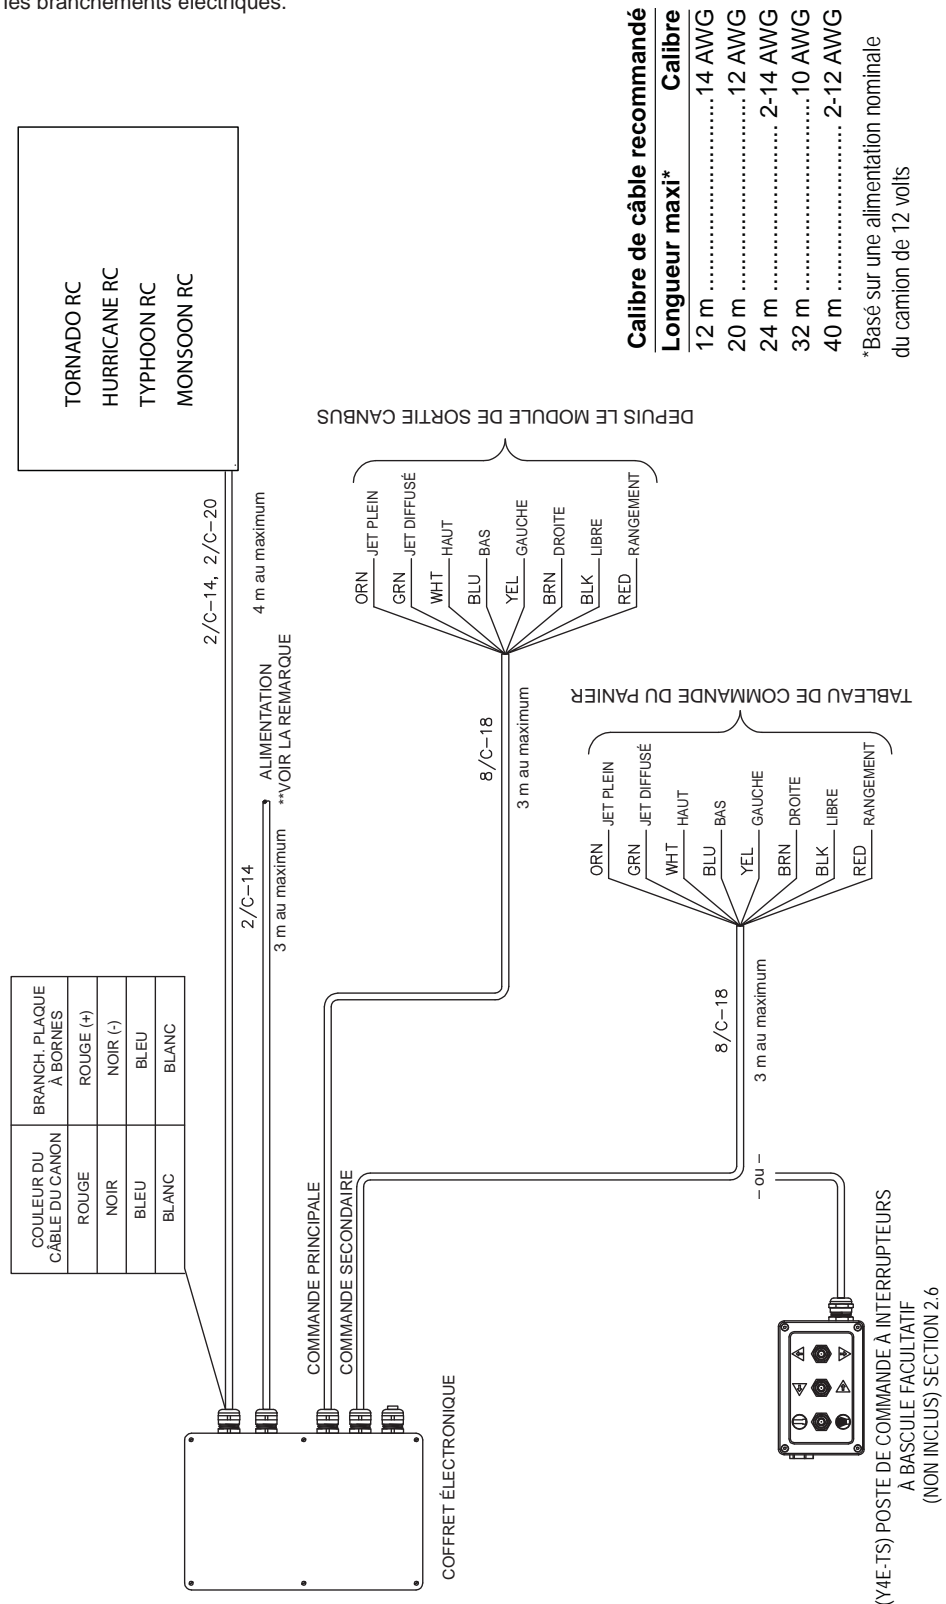 les branchements électriques.
TORNADO RC
HURRICANE RC
TYPHOON RC
MONSOON RC
2/C-14, 2/C-20
4 m au maximum
ALIMENTATION
**VOIR LA REMARQUE
2/C-14
3 m au maximum
COULEUR DU CÂBLE DU CANON
BRANCH. PLAQUE À BORNES
ROUGE ROUGE (+)
NOIR NOIR (-)
BLEU BLEU
BLANC BLANC
COFFRET ÉLECTRONIQUE
COMMANDE PRINCIPALE
COMMANDE SECONDAIRE
8/C-18
3 m au maximum
ORN JET PLEIN
GRN JET DIFFUSÉ
WHT HAUT
BLU BAS
YEL GAUCHE
BRN DROITE
BLK LIBRE
RED RANGEMENT
DEPUIS LE MODULE DE SORTIE CANBUS
8/C-18
3 m au maximum
ORN JET PLEIN
GRN JET DIFFUSÉ
WHT HAUT
BLU BAS
YEL GAUCHE
BRN DROITE
BLK LIBRE
RED RANGEMENT
TABLEAU DE COMMANDE DU PANIER
– ou –
(Y4E-TS) POSTE DE COMMANDE À INTERRUPTEURS
À BASCULE FACULTATIF
(NON INCLUS) SECTION 2.6
Calibre de câble recommandé
Longueur maxi* Calibre
12 m ................................ 14 AWG
20 m ................................ 12 AWG
24 m ............................. 2-14 AWG
32 m ................................ 10 AWG
40 m ............................. 2-12 AWG
*Basé sur une alimentation nominale
du camion de 12 volts